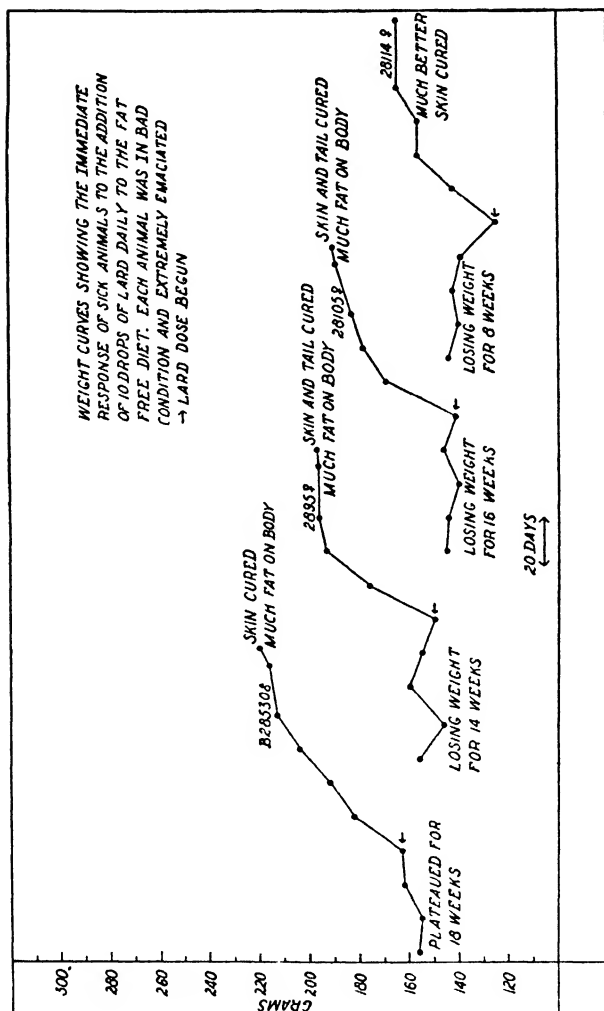 WEIGHT CURVES SHOWING THE IMMEDIATE
RESPONSE OF SICK ANIMALS TO THE ADDITION
OF 10 DROPS OF LARD DAILY TO THE FAT
FREE DIET. EACH ANIMAL WAS IN BAD
CONDITION AND EXTREMELY EMACIATED
→ LARD DOSE BEGUN
300
280
260
240
220
200
180
160
140
120
GRAMS
B28530♂
SKIN CURED
MUCH FAT ON BODY
PLATEAUED FOR
18 WEEKS
2895♀
SKIN AND TAIL CURED
MUCH FAT ON BODY
LOSING WEIGHT
FOR 14 WEEKS
28105♀
SKIN AND TAIL CURED
MUCH FAT ON BODY
LOSING WEIGHT
FOR 16 WEEKS
28114♀
MUCH BETTER
SKIN CURED
LOSING WEIGHT
FOR 8 WEEKS
20 DAYS